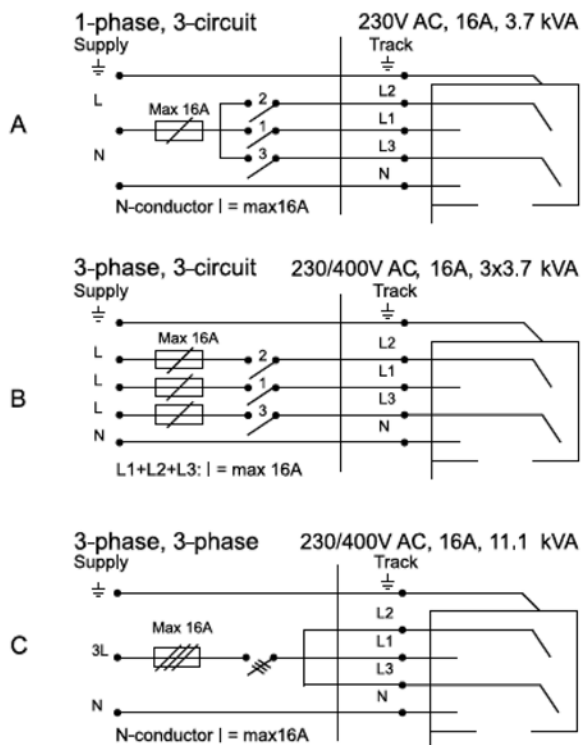 1-phase, 3-circuit 230V AC, 16A, 3.7 kVA
Supply Track
L L2
Max 16A 2
A 1 L1
N 3 L3
N
N-conductor I = max16A
3-phase, 3-circuit 230/400V AC, 16A, 3x3.7 kVA
Supply Track
Max 16A L2
L 2
L 1 L1
B L 3 L3
N N
L1+L2+L3: I = max 16A
3-phase, 3-phase 230/400V AC, 16A, 11.1 kVA
Supply Track
L2
Max 16A
C 3L L1
L3
N N
N-conductor I = max16A